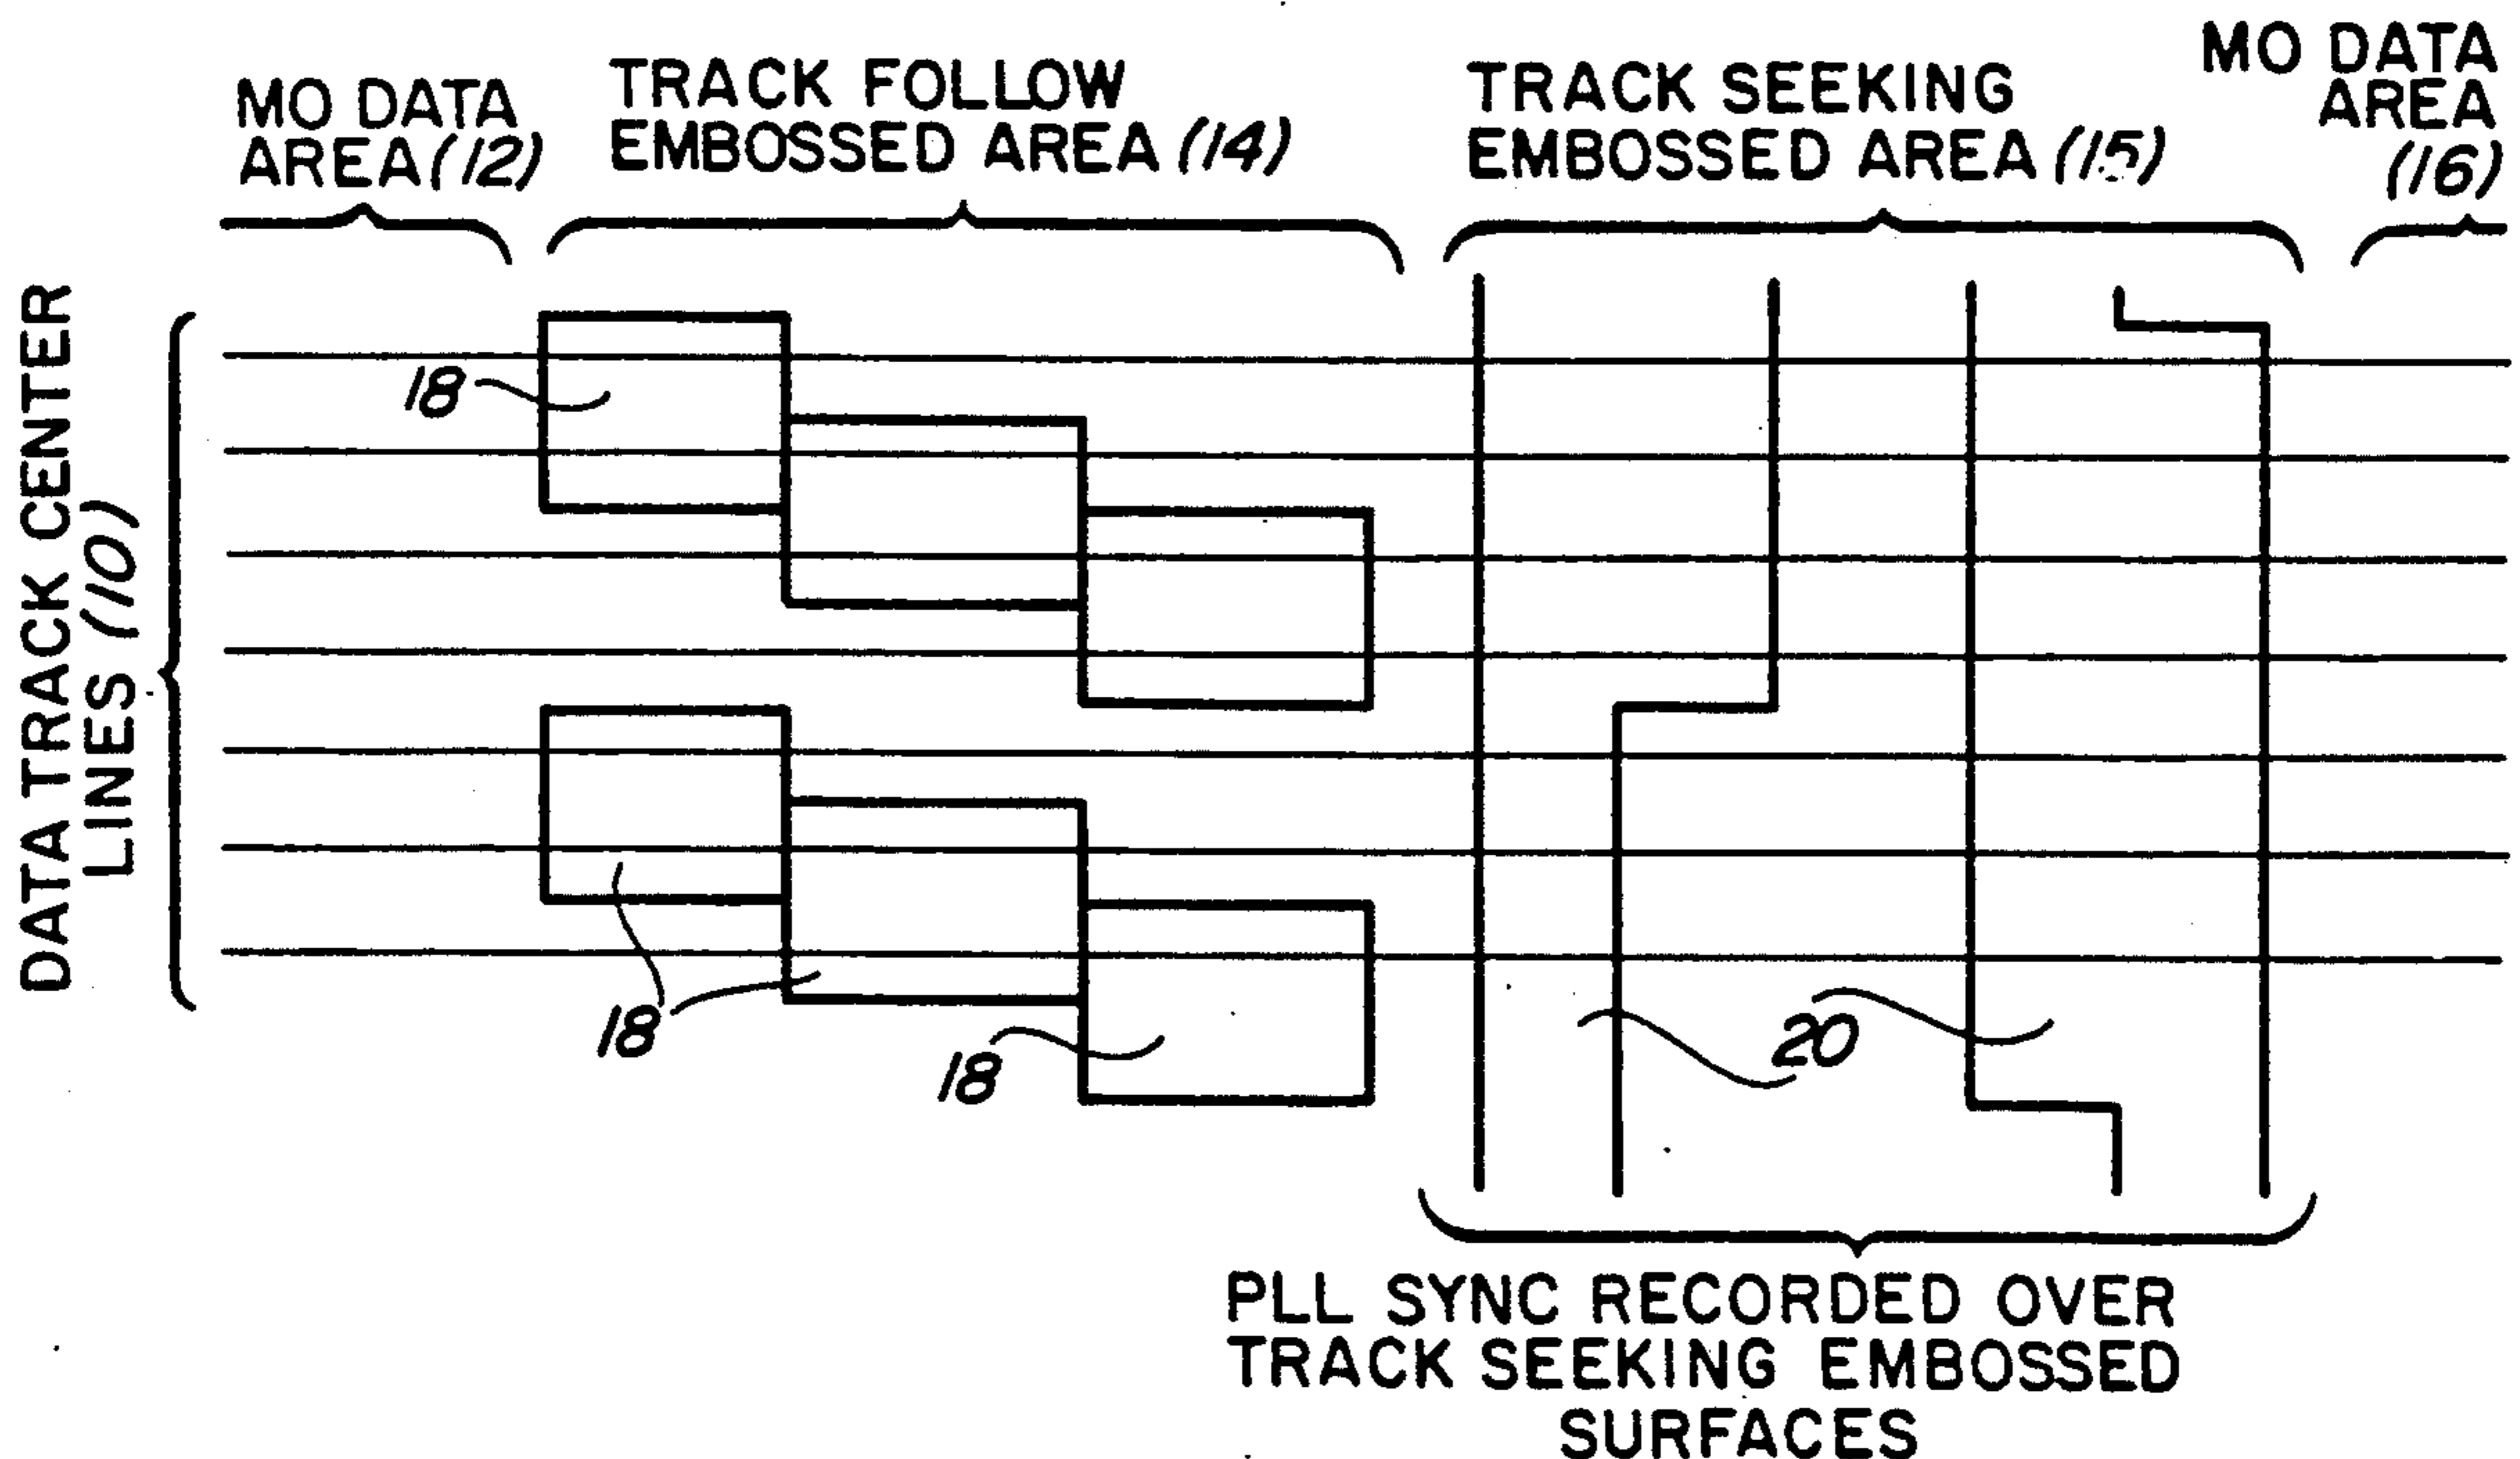 MO DATA
AREA (12)
TRACK FOLLOW
EMBOSSED AREA (14)
TRACK SEEKING
EMBOSSED AREA (15)
MO DATA
AREA
(16)
DATA TRACK CENTER
LINES (10)
18
18
18
20
PLL SYNC RECORDED OVER
TRACK SEEKING EMBOSSED
SURFACES